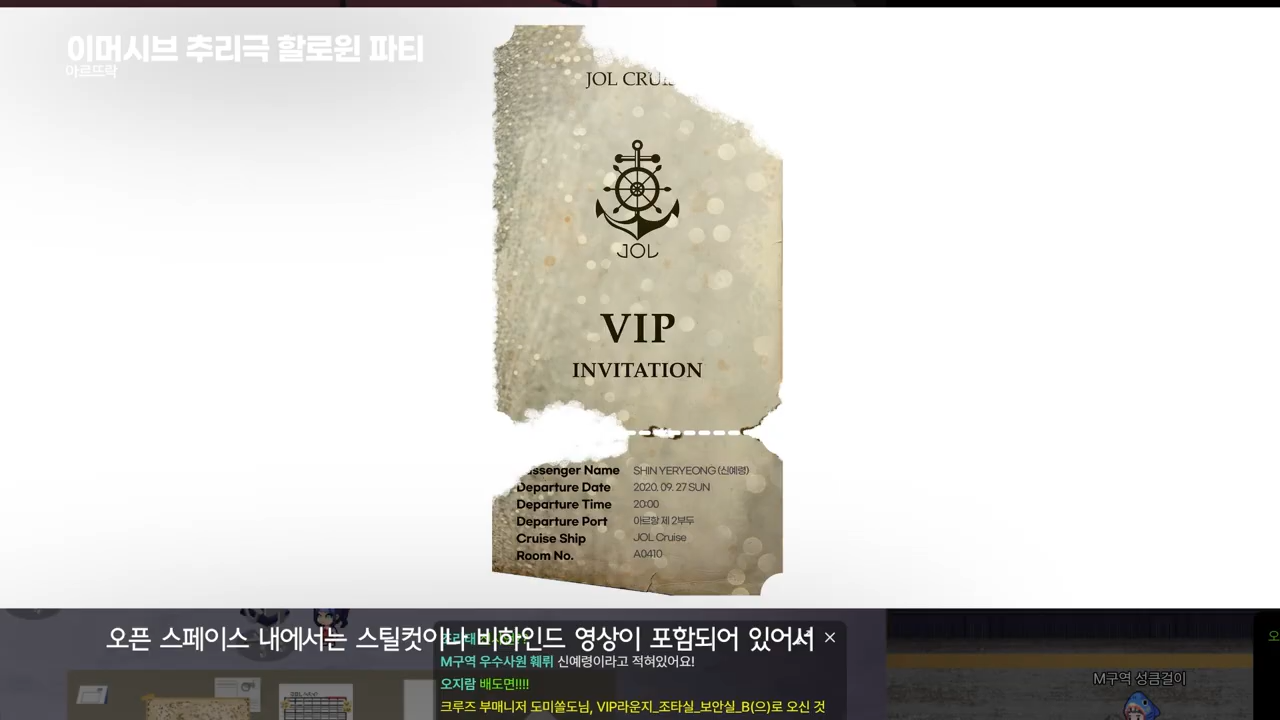 이머시브 추리극 할로윈 파티
아르뜨락
JOL CRUIS
JOL
VIP
INVITATION
assenger Name SHIN YERYEONG (신예령)
Departure Date 2020. 09. 27 SUN
Departure Time 20:00
Departure Port 아르항 제 2부두
Cruise Ship JOL Cruise
Room No. A0410
오픈 스페이스 내에서는 스틸컷이나 비하인드 영상이 포함되어 있어서
M구역 우수사원 훼뤼 신예령이라고 적혀있어요!
오지람 배도면!!!!
크루즈 부매니저 도미쏠도님, VIP라운지_조타실_보안실_B(으)로 오신 것
M구역 성큼걸이
오